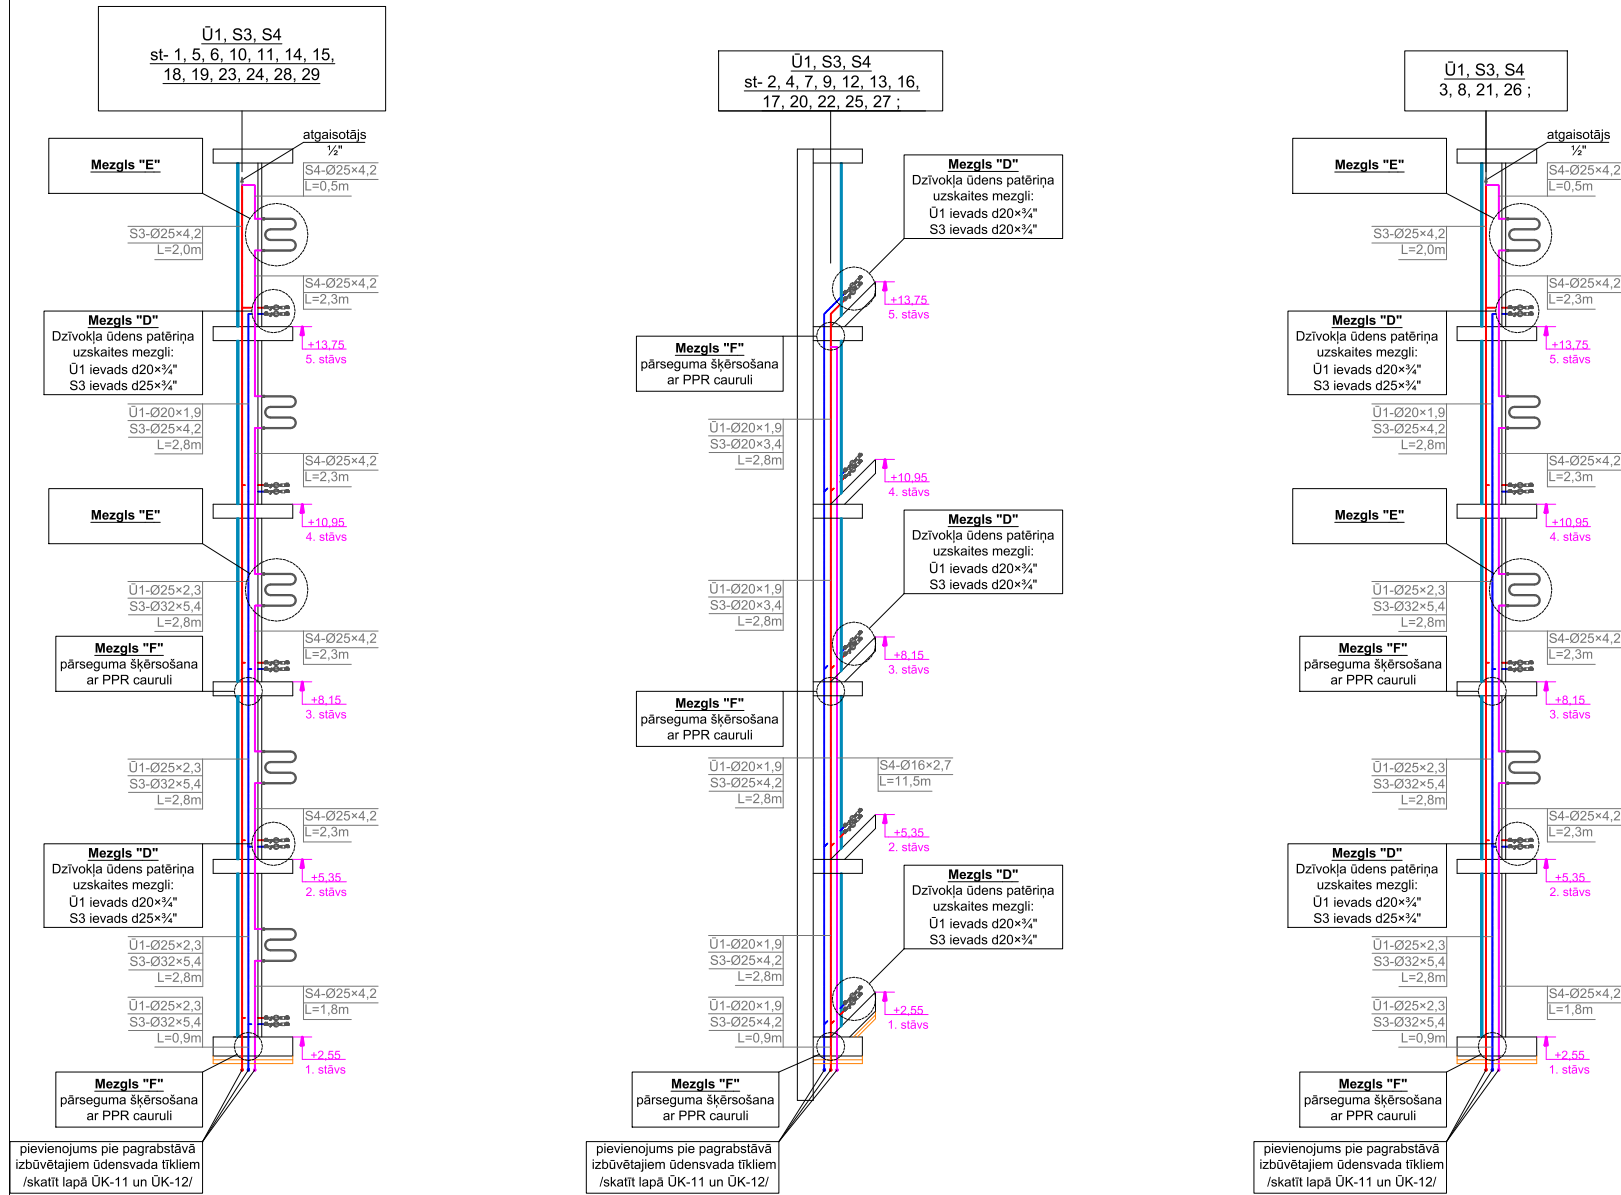 Ū1, S3, S4
st- 1, 5, 6, 10, 11, 14, 15,
18, 19, 23, 24, 28, 29
atgaisotājs
½"
Mezgls "E"
S4-Ø25×4,2
L=0,5m
S3-Ø25×4,2
L=2,0m
S4-Ø25×4,2
L=2,3m
Mezgls "D"
Dzīvokļa ūdens patēriņa
uzskaites mezgli:
Ū1 ievads d20×¾"
S3 ievads d25×¾"
+13,75
5. stāvs
Ū1-Ø20×1,9
S3-Ø25×4,2
L=2,8m
S4-Ø25×4,2
L=2,3m
Mezgls "E"
+10,95
4. stāvs
Ū1-Ø25×2,3
S3-Ø32×5,4
L=2,8m
S4-Ø25×4,2
L=2,3m
Mezgls "F"
pārseguma šķērsošana
ar PPR cauruli
+8,15
3. stāvs
Ū1-Ø25×2,3
S3-Ø32×5,4
L=2,8m
S4-Ø25×4,2
L=2,3m
Mezgls "D"
Dzīvokļa ūdens patēriņa
uzskaites mezgli:
Ū1 ievads d20×¾"
S3 ievads d25×¾"
+5,35
2. stāvs
Ū1-Ø25×2,3
S3-Ø32×5,4
L=2,8m
S4-Ø25×4,2
L=1,8m
Ū1-Ø25×2,3
S3-Ø32×5,4
L=0,9m
+2,55
1. stāvs
Mezgls "F"
pārseguma šķērsošana
ar PPR cauruli
pievienojums pie pagrabstāvā
izbūvētajiem ūdensvada tīkliem
/skatīt lapā ŪK-11 un ŪK-12/
Ū1, S3, S4
st- 2, 4, 7, 9, 12, 13, 16,
17, 20, 22, 25, 27 ;
Mezgls "D"
Dzīvokļa ūdens patēriņa
uzskaites mezgli:
Ū1 ievads d20×¾"
S3 ievads d20×¾"
+13,75
5. stāvs
Mezgls "F"
pārseguma šķērsošana
ar PPR cauruli
Ū1-Ø20×1,9
S3-Ø20×3,4
L=2,8m
+10,95
4. stāvs
Mezgls "D"
Dzīvokļa ūdens patēriņa
uzskaites mezgli:
Ū1 ievads d20×¾"
S3 ievads d20×¾"
Ū1-Ø20×1,9
S3-Ø20×3,4
L=2,8m
+8,15
3. stāvs
Mezgls "F"
pārseguma šķērsošana
ar PPR cauruli
Ū1-Ø20×1,9
S3-Ø25×4,2
L=2,8m
S4-Ø16×2,7
L=11,5m
+5,35
2. stāvs
Mezgls "D"
Dzīvokļa ūdens patēriņa
uzskaites mezgli:
Ū1 ievads d20×¾"
S3 ievads d20×¾"
Ū1-Ø20×1,9
S3-Ø25×4,2
L=2,8m
Ū1-Ø20×1,9
S3-Ø25×4,2
L=0,9m
+2,55
1. stāvs
Mezgls "F"
pārseguma šķērsošana
ar PPR cauruli
pievienojums pie pagrabstāvā
izbūvētajiem ūdensvada tīkliem
/skatīt lapā ŪK-11 un ŪK-12/
Ū1, S3, S4
3, 8, 21, 26 ;
atgaisotājs
½"
Mezgls "E"
S4-Ø25×4,2
L=0,5m
S3-Ø25×4,2
L=2,0m
S4-Ø25×4,2
L=2,3m
Mezgls "D"
Dzīvokļa ūdens patēriņa
uzskaites mezgli:
Ū1 ievads d20×¾"
S3 ievads d25×¾"
+13,75
5. stāvs
Ū1-Ø20×1,9
S3-Ø25×4,2
L=2,8m
S4-Ø25×4,2
L=2,3m
Mezgls "E"
+10,95
4. stāvs
Ū1-Ø25×2,3
S3-Ø32×5,4
L=2,8m
S4-Ø25×4,2
L=2,3m
Mezgls "F"
pārseguma šķērsošana
ar PPR cauruli
+8,15
3. stāvs
Ū1-Ø25×2,3
S3-Ø32×5,4
L=2,8m
S4-Ø25×4,2
L=2,3m
Mezgls "D"
Dzīvokļa ūdens patēriņa
uzskaites mezgli:
Ū1 ievads d20×¾"
S3 ievads d25×¾"
+5,35
2. stāvs
Ū1-Ø25×2,3
S3-Ø32×5,4
L=2,8m
S4-Ø25×4,2
L=1,8m
Ū1-Ø25×2,3
S3-Ø32×5,4
L=0,9m
+2,55
1. stāvs
Mezgls "F"
pārseguma šķērsošana
ar PPR cauruli
pievienojums pie pagrabstāvā
izbūvētajiem ūdensvada tīkliem
/skatīt lapā ŪK-11 un ŪK-12/